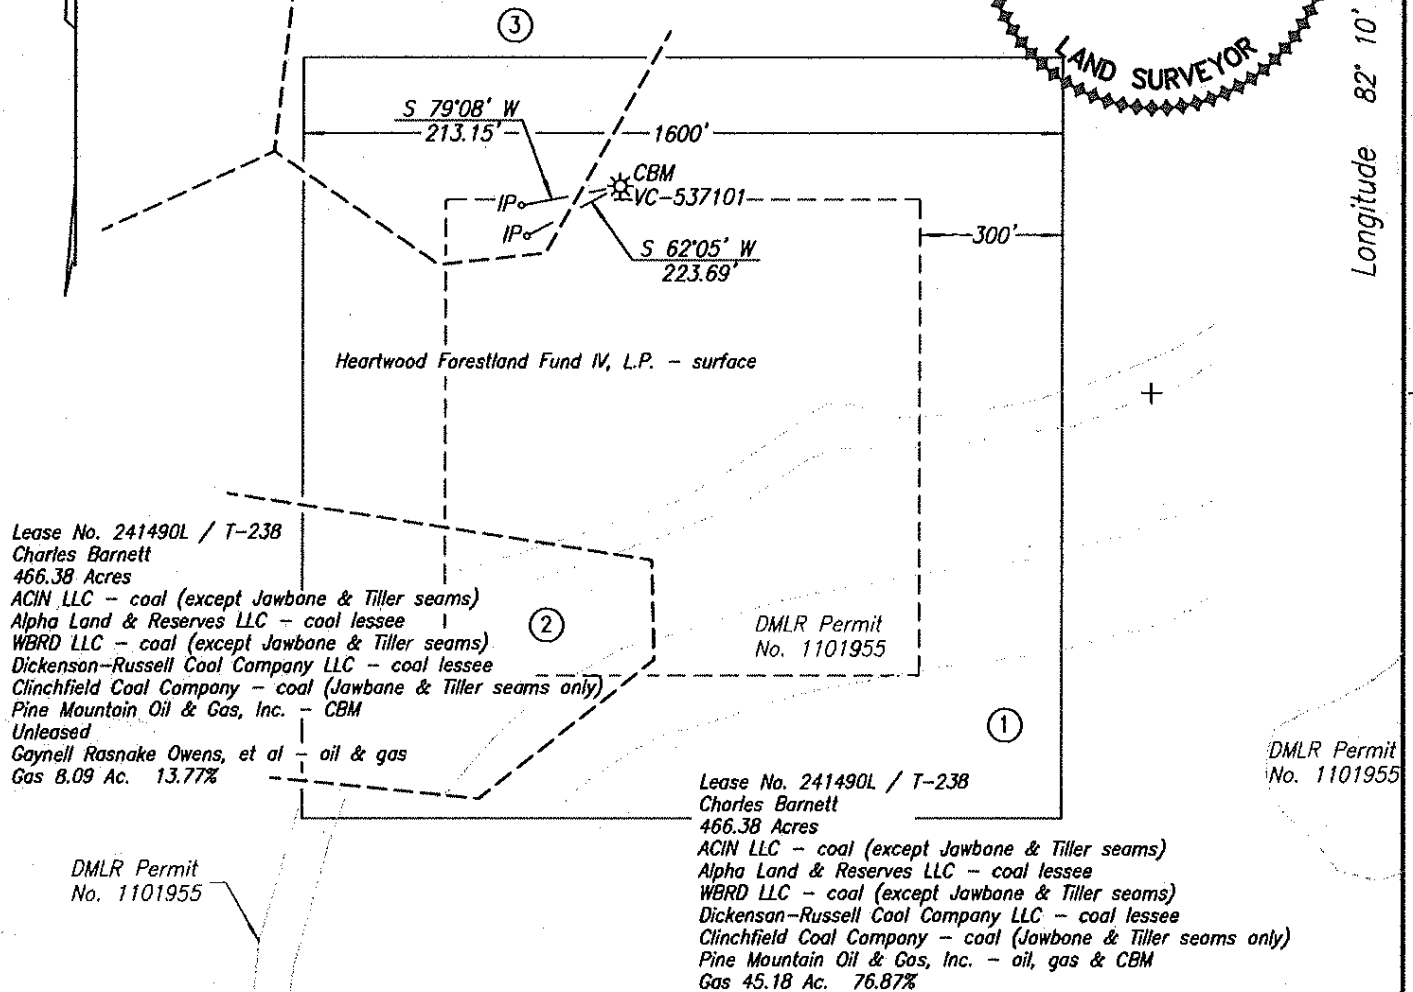 3
LAND SURVEYOR
Longitude 82° 10'
S 79°08' W
213.15'
1600'
CBM
VC-537101
IP
IP
300'
S 62°05' W
223.69'
Heartwood Forestland Fund IV, L.P. - surface
Lease No. 241490L / T-238
Charles Barnett
466.38 Acres
ACIN LLC - coal (except Jawbone & Tiller seams)
Alpha Land & Reserves LLC - coal lessee
WBRD LLC - coal (except Jawbone & Tiller seams)
Dickenson-Russell Coal Company LLC - coal lessee
Clinchfield Coal Company - coal (Jawbone & Tiller seams only)
Pine Mountain Oil & Gas, Inc. - CBM
Unleased
Gaynell Rasnake Owens, et al - oil & gas
Gas 8.09 Ac. 13.77%
2
DMLR Permit
No. 1101955
1
DMLR Permit
No. 1101955
DMLR Permit
No. 1101955
Lease No. 241490L / T-238
Charles Barnett
466.38 Acres
ACIN LLC - coal (except Jawbone & Tiller seams)
Alpha Land & Reserves LLC - coal lessee
WBRD LLC - coal (except Jawbone & Tiller seams)
Dickenson-Russell Coal Company LLC - coal lessee
Clinchfield Coal Company - coal (Jawbone & Tiller seams only)
Pine Mountain Oil & Gas, Inc. - oil, gas & CBM
Gas 45.18 Ac. 76.87%